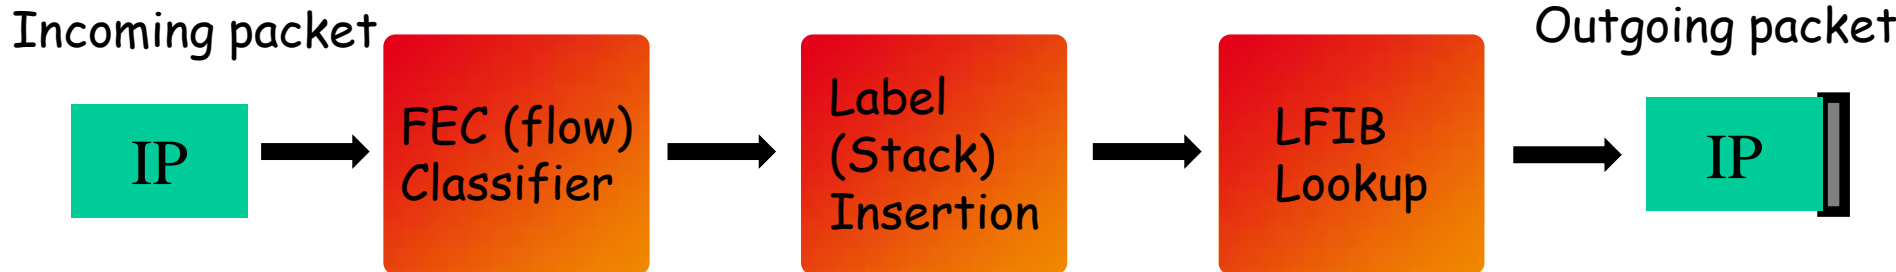 Incoming packet
IP
FEC (flow)
Classifier
Label
(Stack)
Insertion
LFIB
Lookup
Outgoing packet
IP